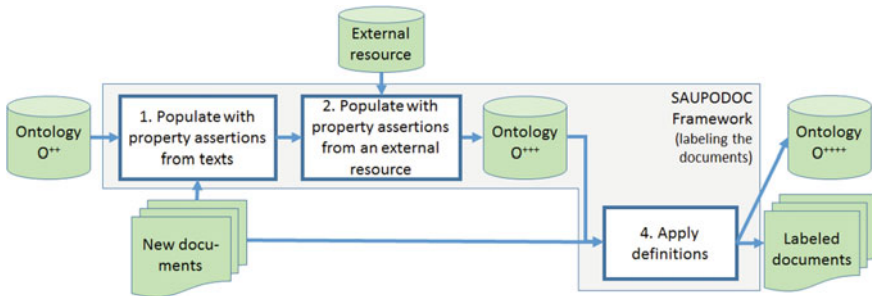 External
resource
Ontology
O++
1. Populate with
property assertions
from texts
2. Populate with
property assertions
from an external
resource
Ontology
O+++
SAUPODOC
Framework
(labeling the
documents)
Ontology
O++++
New docu-
ments
4. Apply
definitions
Labeled
documents